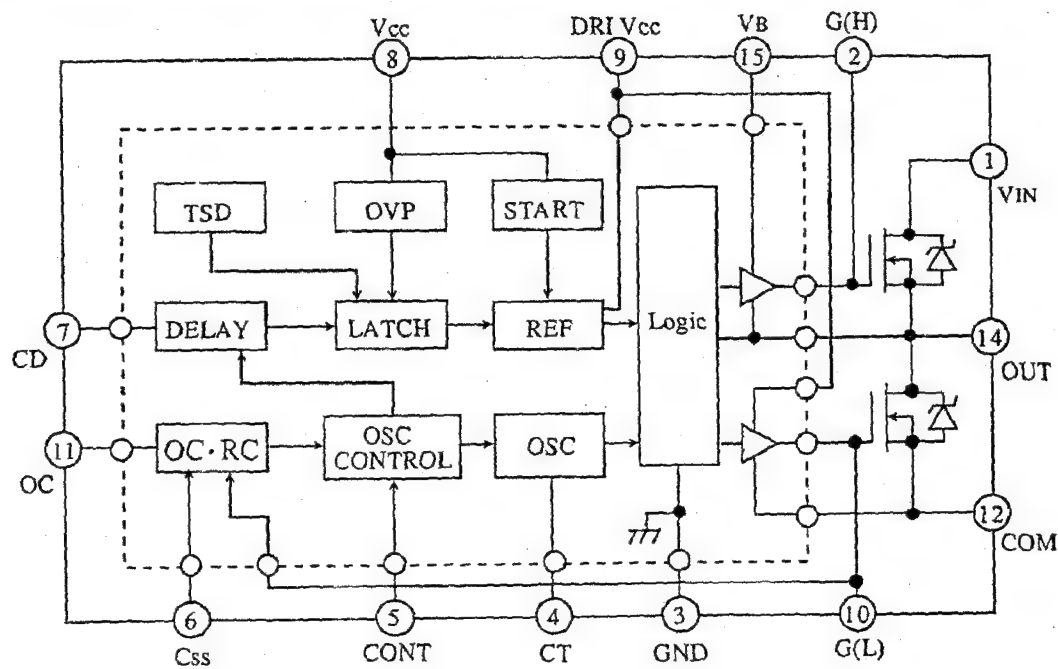 Vcc
DRI Vcc
VB
G(H)
8
9
15
2
1
VIN
TSD
OVP
START
7
CD
DELAY
LATCH
REF
Logic
14
OUT
11
OC
OC·RC
OSC CONTROL
OSC
12
COM
6
5
4
3
10
Css
CONT
CT
GND
G(L)